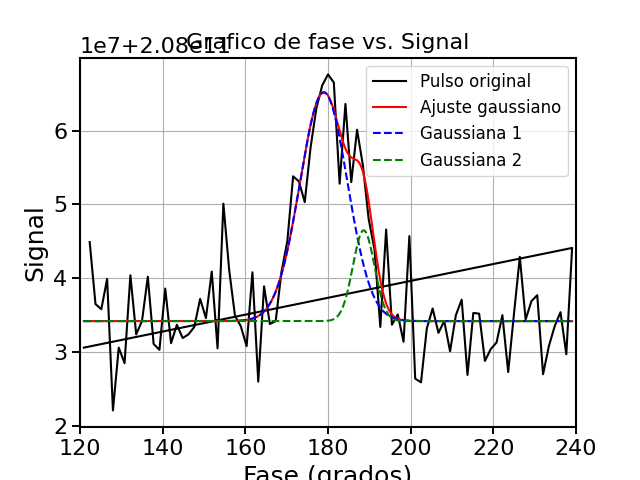 1e7+2.08e11
Grafico de fase vs. Signal
Pulso original
Ajuste gaussiano
Gaussiana 1
Gaussiana 2
Signal
6
5
4
3
2
120 140 160 180 200 220 240
Fase (grados)